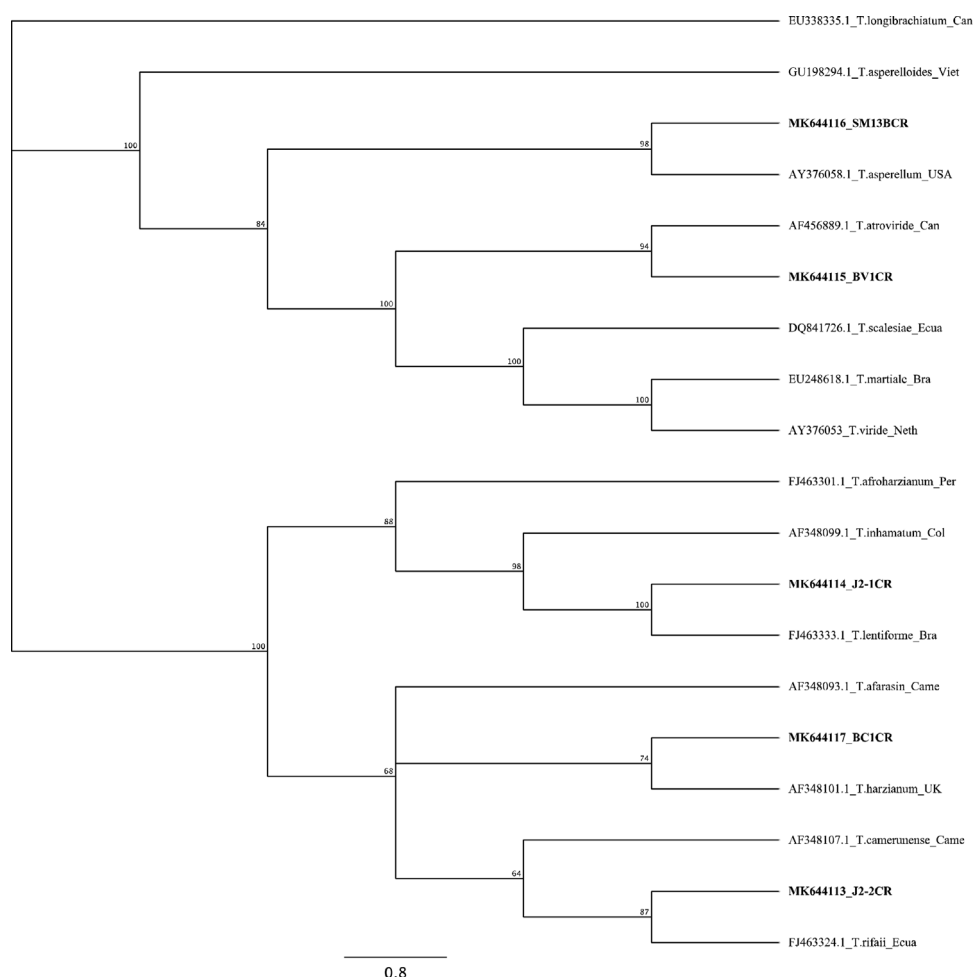 EU338335.1_T.longibrachiatum_Can
GU198294.1_T.asperelloides_Viet
100
MK644116_SM13BCR
98
AY376058.1_T.asperellum_USA
84
AF456889.1_T.atroviride_Can
94
MK644115_BV1CR
100
DQ841726.1_T.scalesiae_Ecua
100
EU248618.1_T.martialc_Bra
100
AY376053_T.viride_Neth
FJ463301.1_T.afroharzianum_Per
88
AF348099.1_T.inhamatum_Col
98
MK644114_J2-1CR
100
FJ463333.1_T.lentiforme_Bra
100
AF348093.1_T.afarasin_Came
MK644117_BC1CR
74
68
AF348101.1_T.harzianum_UK
AF348107.1_T.camerunense_Came
64
MK644113_J2-2CR
87
FJ463324.1_T.rifaii_Ecua
0.8